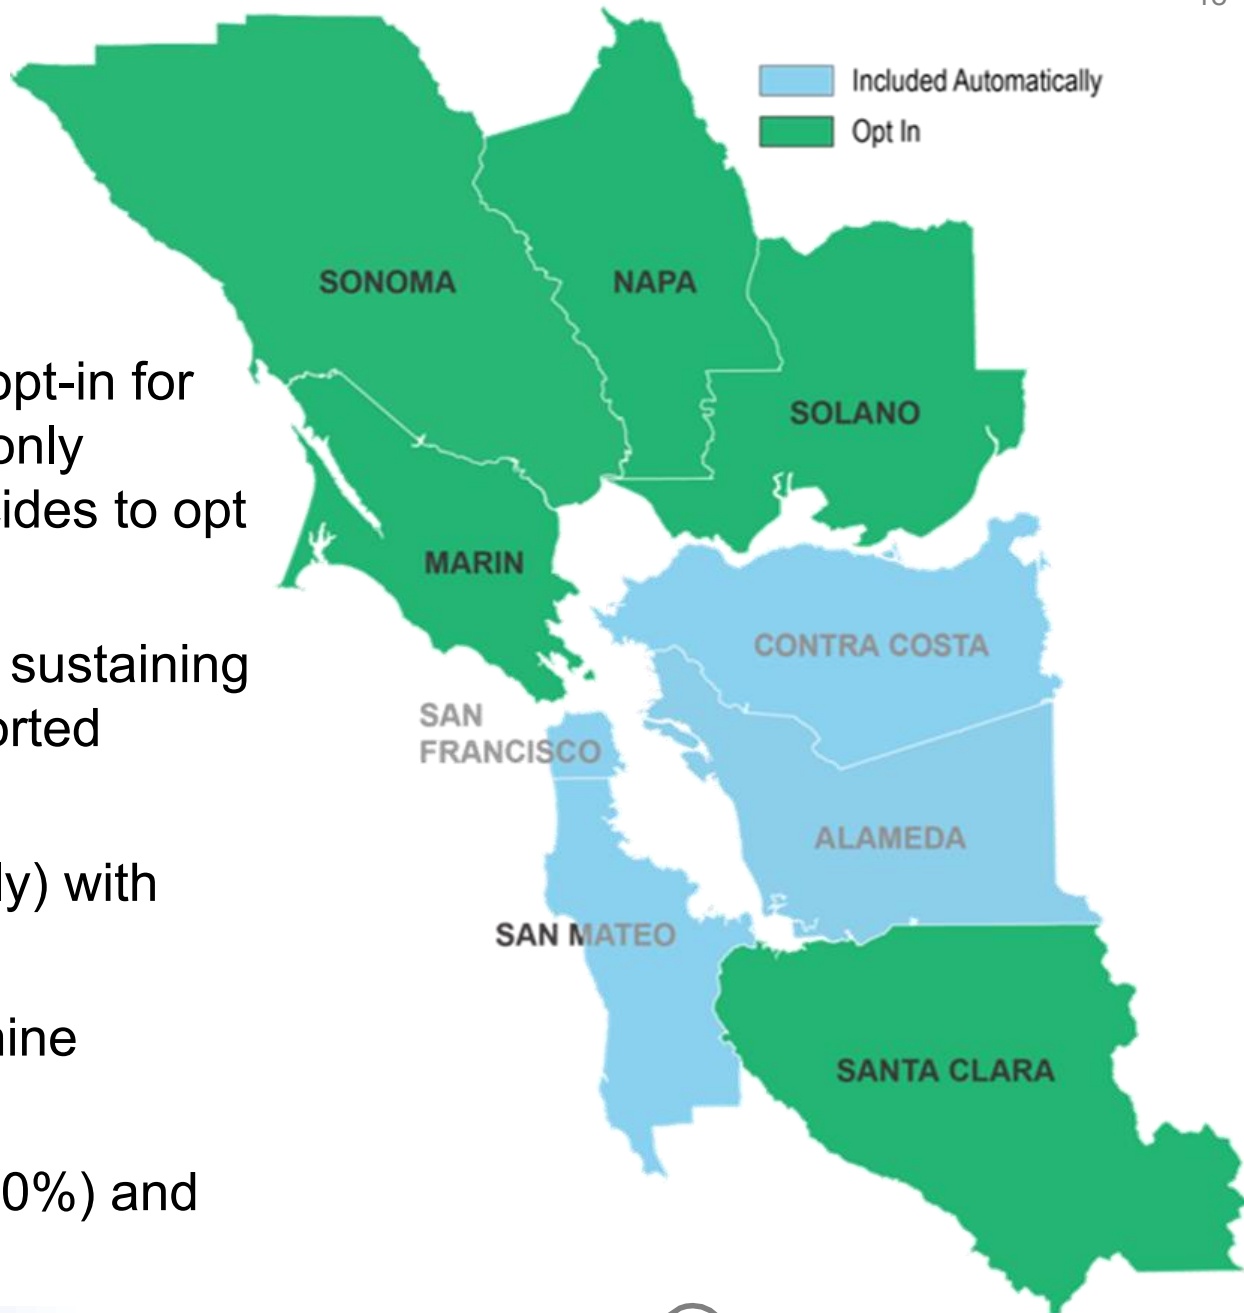 Included Automatically
Opt In
SONOMA
NAPA
SOLANO
MARIN
CONTRA COSTA
SAN
FRANCISCO
ALAMEDA
SAN MATEO
SANTA CLARA
opt-in for
only
ides to opt
sustaining
orted
ly) with
nine
0%) and